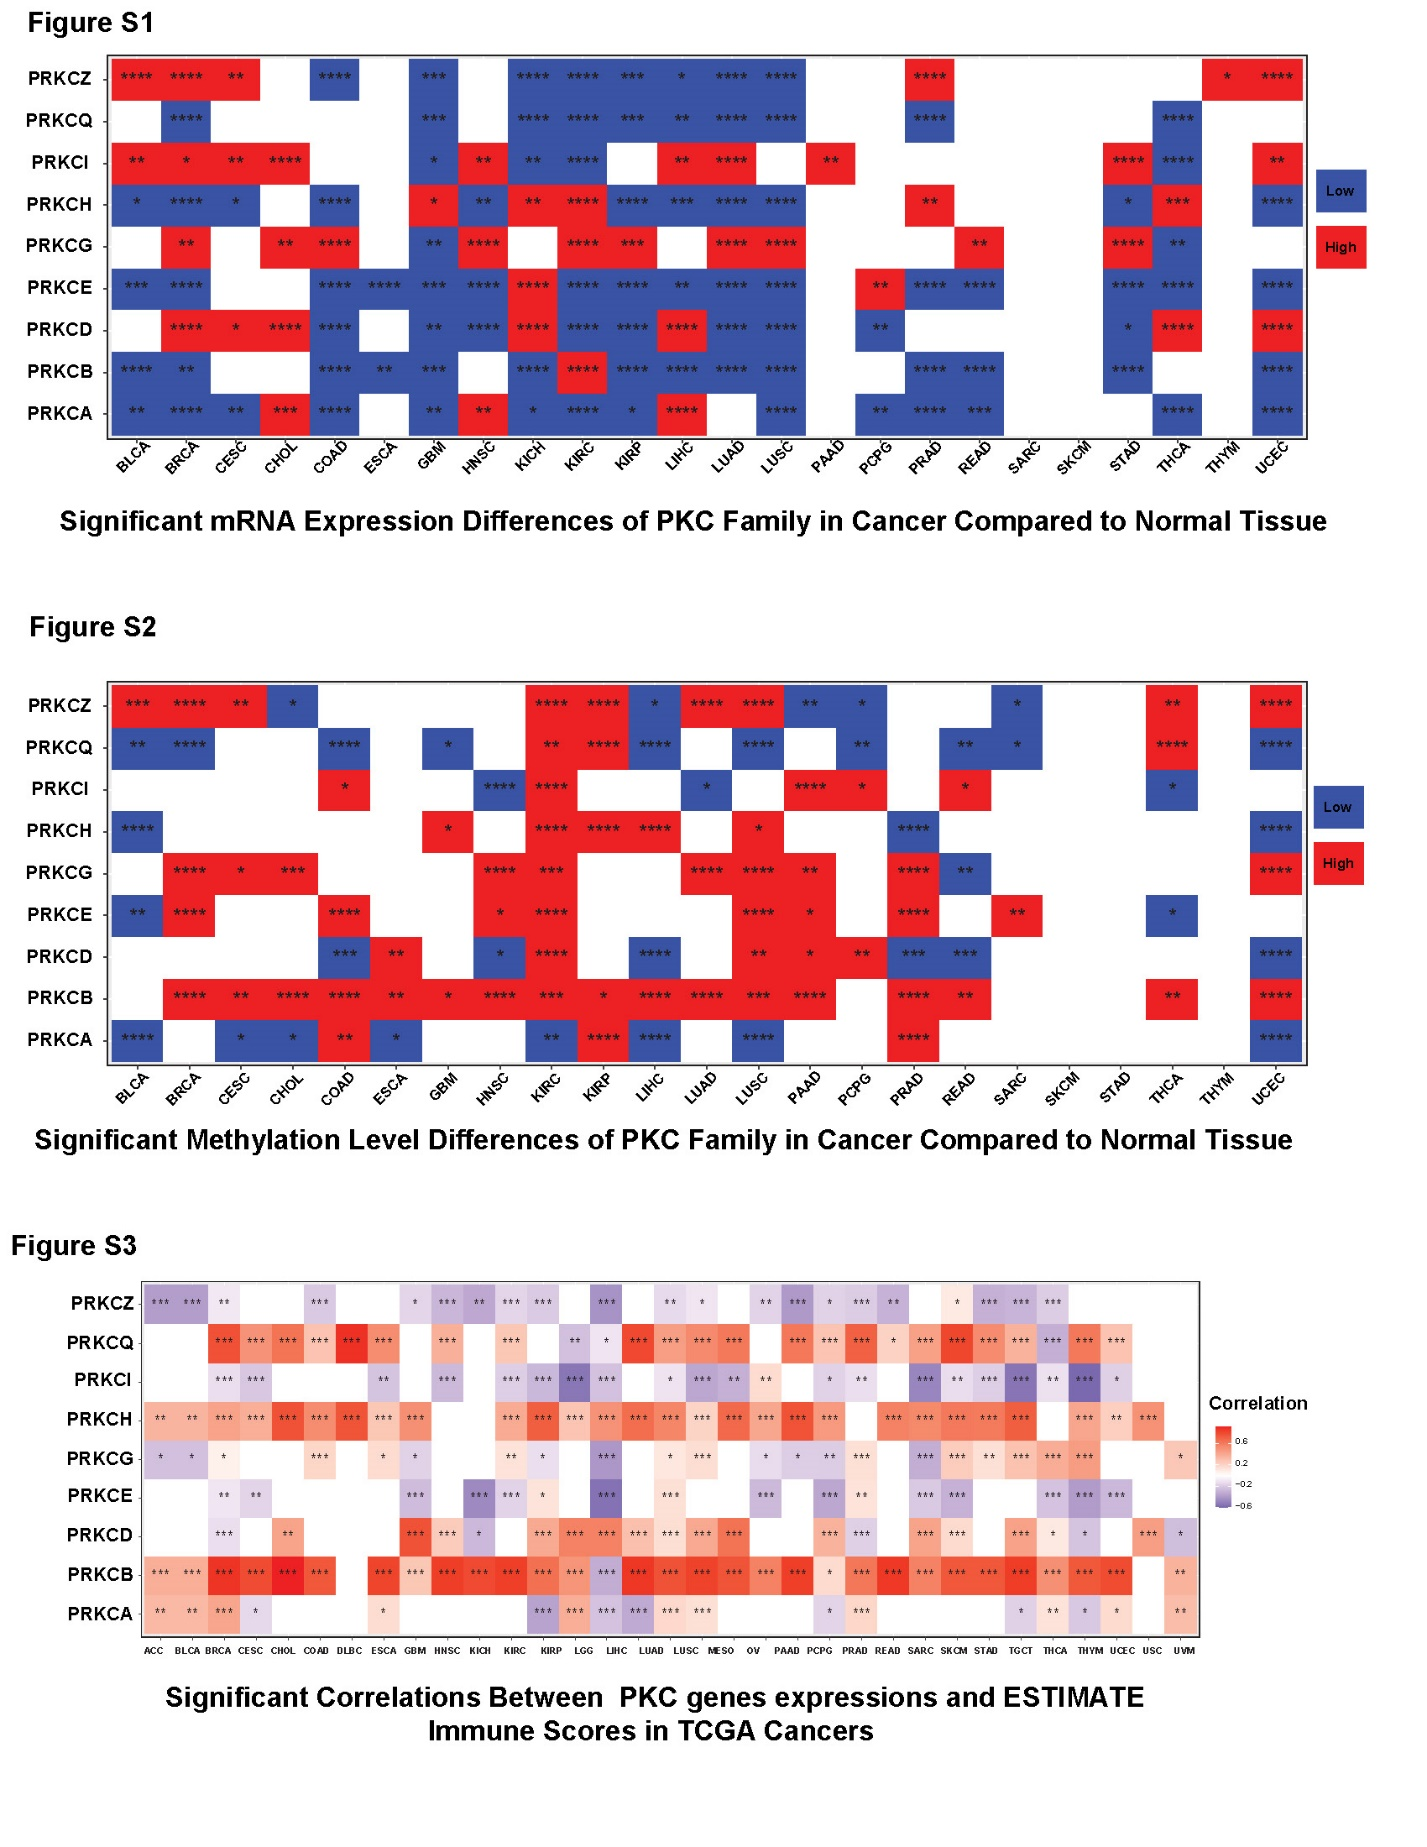 Figure S1
PRKCZ **** **** ** **** *** **** **** *** * **** **** **** * ****
PRKCQ **** *** **** **** *** ** **** **** **** ****
PRKCI ** * ** **** * ** ** **** ** **** ** **** **** **
PRKCH * **** * **** * ** ** **** **** *** **** **** ** * *** ****
PRKCG ** ** **** ** **** **** *** **** **** ** **** **
PRKCE *** **** **** **** *** **** **** **** **** ** **** **** ** **** **** **** **** ****
PRKCD **** * **** **** ** **** **** **** **** **** **** **** ** * **** ****
PRKCB **** ** **** ** *** **** **** **** **** **** **** **** **** **** ****
PRKCA ** **** ** *** **** ** ** * **** * **** **** ** **** *** **** ****
Low
High
BLCA BRCA CESC CHOL COAD ESCA GBM HNSC KICH KIRC KIRP LIHC LUAD LUSC PAAD PCPG PRAD READ SARC SKCM STAD THCA THYM UCEC
Significant mRNA Expression Differences of PKC Family in Cancer Compared to Normal Tissue
Figure S2
PRKCZ *** **** ** * **** **** * **** **** ** * * ** ****
PRKCQ ** **** **** * ** **** **** **** ** ** * **** ****
PRKCI * **** **** * **** * * *
PRKCH **** * **** **** **** * **** ****
PRKCG **** * *** **** *** **** **** ** **** ** ****
PRKCE ** **** **** * **** **** * **** ** *
PRKCD *** ** * **** **** ** * ** *** *** ****
PRKCB **** ** **** **** ** * **** *** * **** **** *** **** **** ** ** ****
PRKCA **** * * ** * ** **** **** **** **** ****
Low
High
BLCA BRCA CESC CHOL COAD ESCA GBM HNSC KIRC KIRP LIHC LUAD LUSC PAAD PCPG PRAD READ SARC SKCM STAD THCA THYM UCEC
Significant Methylation Level Differences of PKC Family in Cancer Compared to Normal Tissue
Figure S3
PRKCZ *** *** ** *** * *** ** *** *** *** ** * ** *** * *** ** * *** *** ***
PRKCQ *** *** *** *** *** *** *** *** ** * *** *** *** *** *** *** *** * *** *** *** *** *** *** ***
PRKCI *** *** ** *** *** *** *** *** * *** ** ** * ** *** ** *** *** ** *** *
PRKCH ** ** *** *** *** *** *** *** *** *** *** *** *** *** *** *** *** *** *** *** *** *** *** *** *** *** ** ***
PRKCG * * * *** * * ** * *** * *** * * ** *** *** *** ** *** *** *** *
PRKCE ** ** *** *** *** * *** *** *** *** ** *** *** *** *** ***
PRKCD *** ** *** *** * *** *** *** *** *** *** *** *** *** *** *** *** * * *** *
PRKCB *** *** *** *** *** *** *** *** *** *** *** *** *** *** *** *** *** *** *** *** * *** *** *** *** *** *** *** *** *** **
PRKCA ** ** *** * * *** *** *** *** *** *** * *** * ** * * **
Correlation
0.6
0.2
−0.2
−0.6
ACC BLCA BRCA CESC CHOL COAD DLBC ESCA GBM HNSC KICH KIRC KIRP LGG LIHC LUAD LUSC MESO OV PAAD PCPG PRAD READ SARC SKCM STAD TGCT THCA THYM UCEC USC UVM
Significant Correlations Between PKC genes expressions and ESTIMATE
Immune Scores in TCGA Cancers